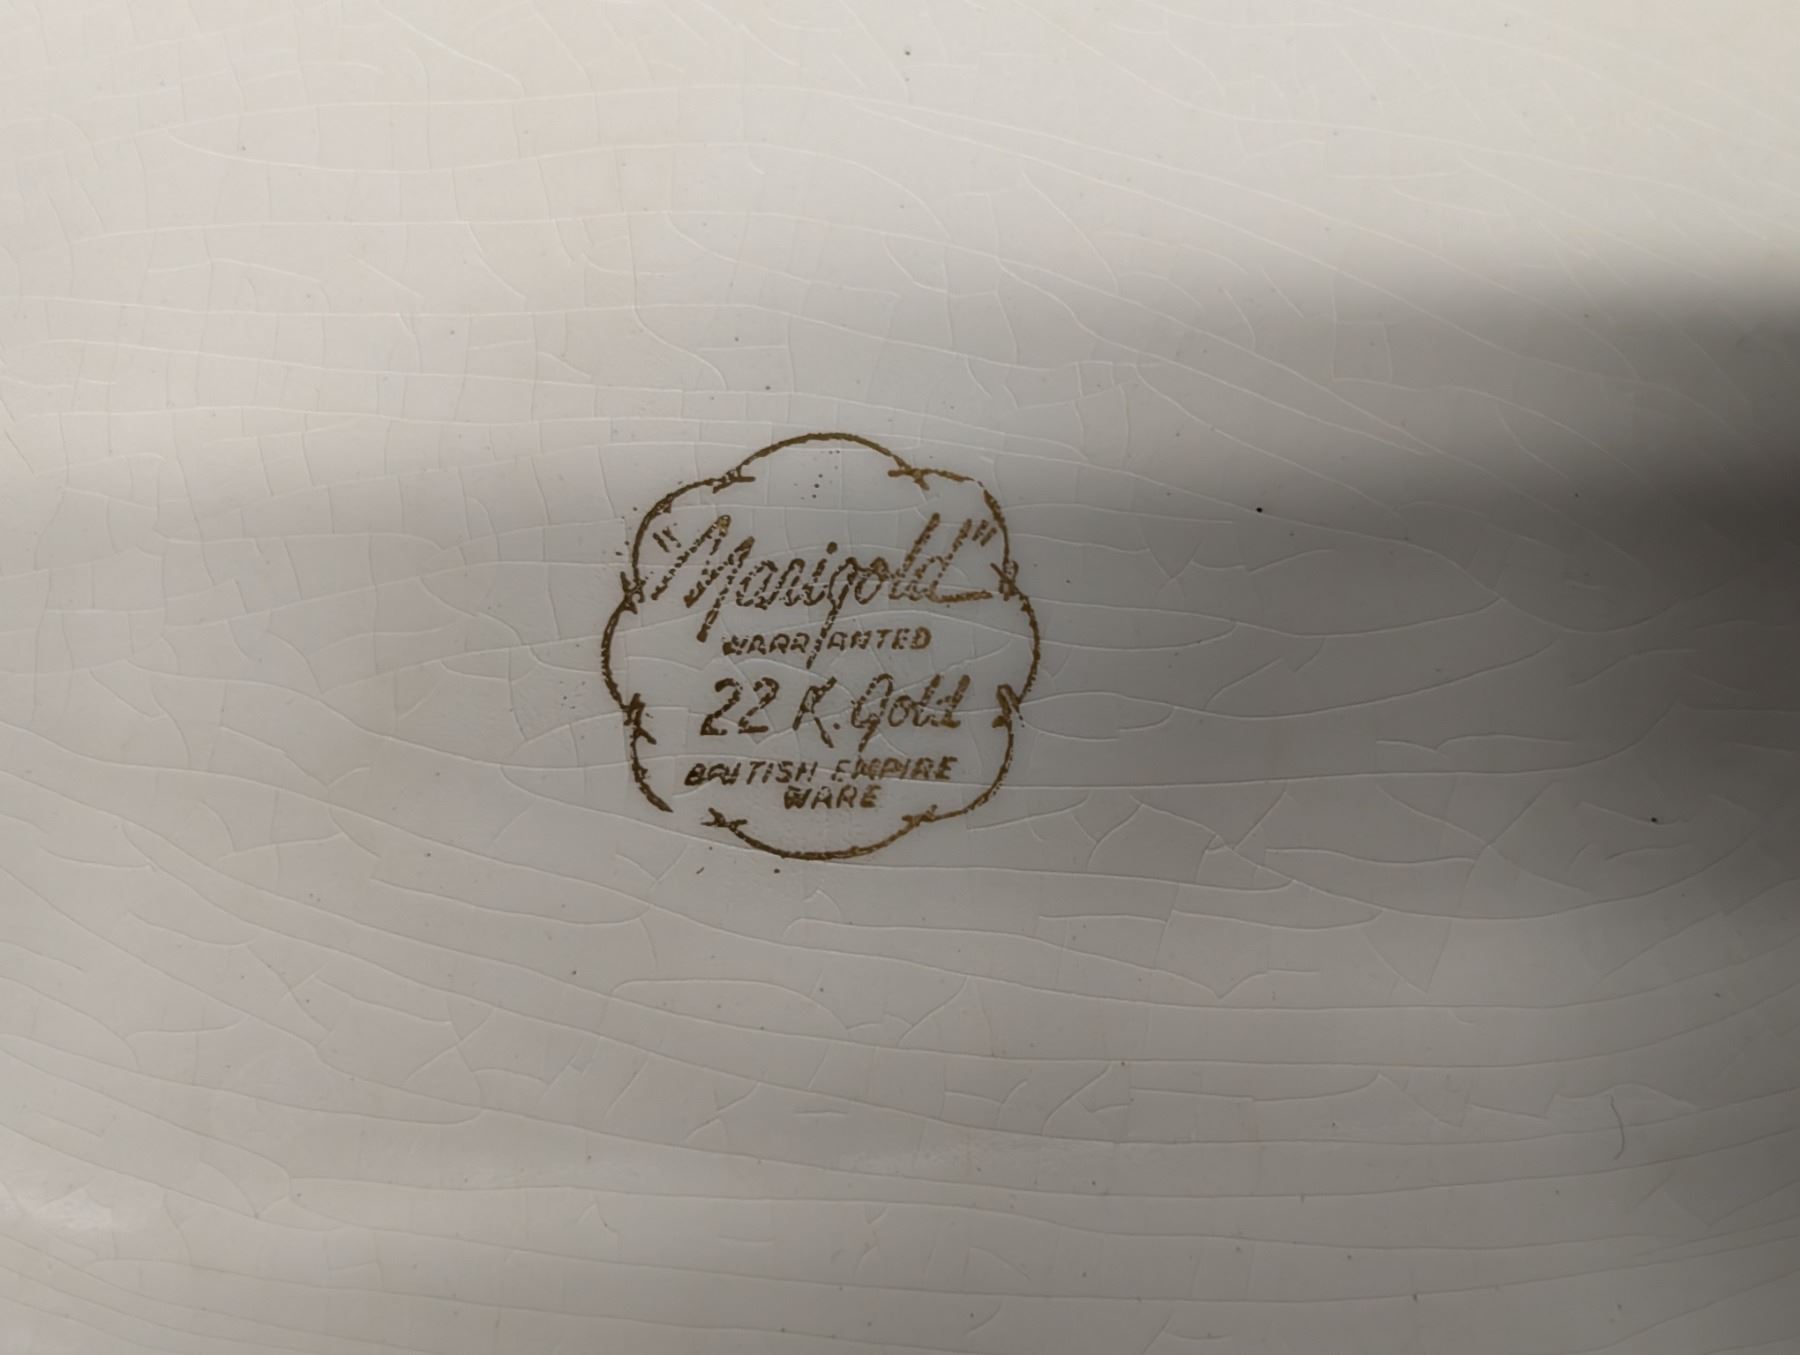 "Marigold"
WARRANTED
22 K. Gold
BRITISH EMPIRE
WARE